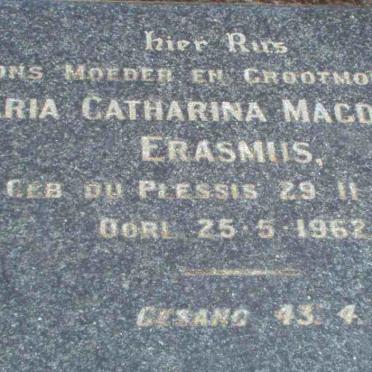 Hier Rus
ONS MOEDER EN GROOTMO
ARIA CATHARINA MAGD
ERASMUS,
GEB DU PLESSIS 29 11
OORL 25·5·1962
GESANG 43. 4.